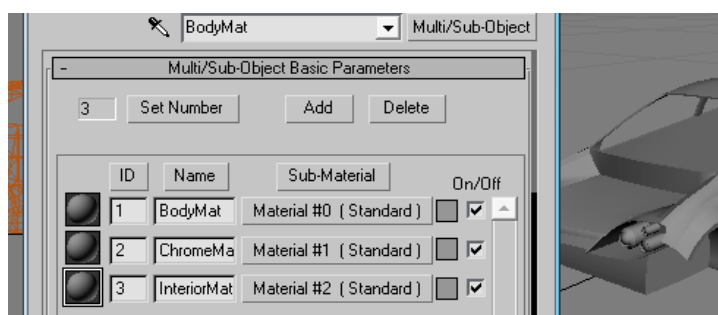 BodyMat Multi/Sub-Object
- Multi/Sub-Object Basic Parameters
3 Set Number Add Delete
ID Name Sub-Material On/Off
1 BodyMat Material #0 ( Standard )
2 ChromeMa Material #1 ( Standard )
3 InteriorMat Material #2 ( Standard )